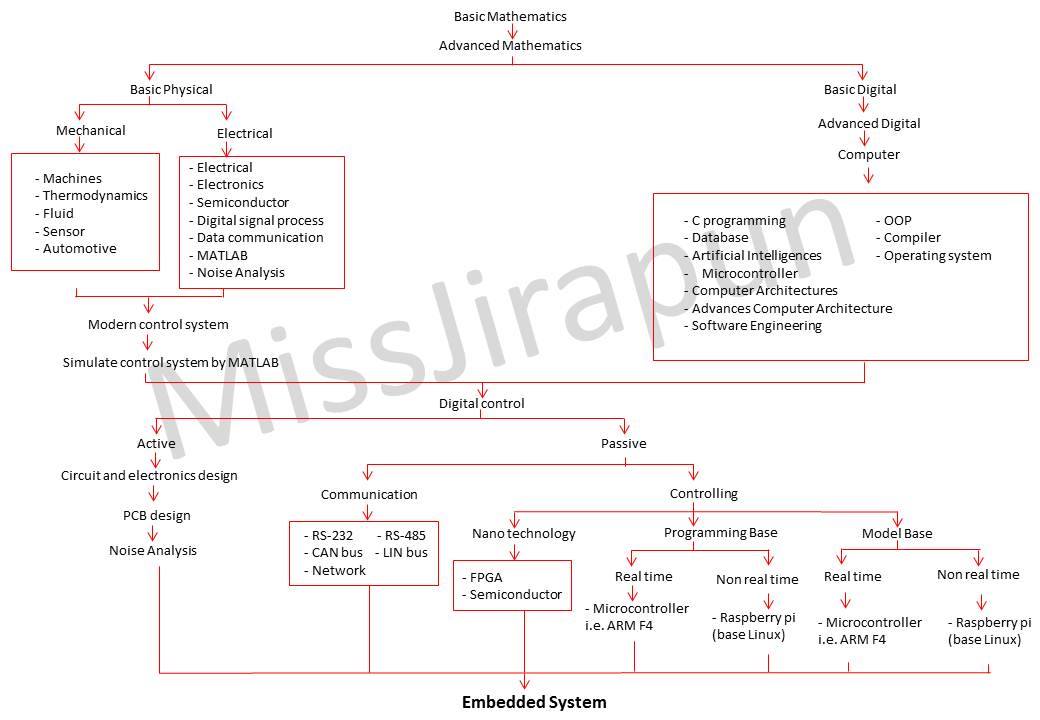 Basic Mathematics
Advanced Mathematics
Basic Physical
Basic Digital
Mechanical
Electrical
Advanced Digital
Computer
- Machines
- Thermodynamics
- Fluid
- Sensor
- Automotive
- Electrical
- Electronics
- Semiconductor
- Digital signal process
- Data communication
- MATLAB
- Noise Analysis
- C programming
- Database
- Artificial Intelligences
- Microcontroller
- Computer Architectures
- Advances Computer Architecture
- Software Engineering
- OOP
- Compiler
- Operating system
MissJirapun
Modern control system
Simulate control system by MATLAB
Digital control
Active
Passive
Circuit and electronics design
PCB design
Noise Analysis
Communication
Controlling
- RS-232 - RS-485
- CAN bus - LIN bus
- Network
Nano technology
Programming Base
Model Base
- FPGA
- Semiconductor
Real time
Non real time
Real time
Non real time
- Microcontroller
i.e. ARM F4
- Raspberry pi
(base Linux)
- Microcontroller
i.e. ARM F4
- Raspberry pi
(base Linux)
Embedded System